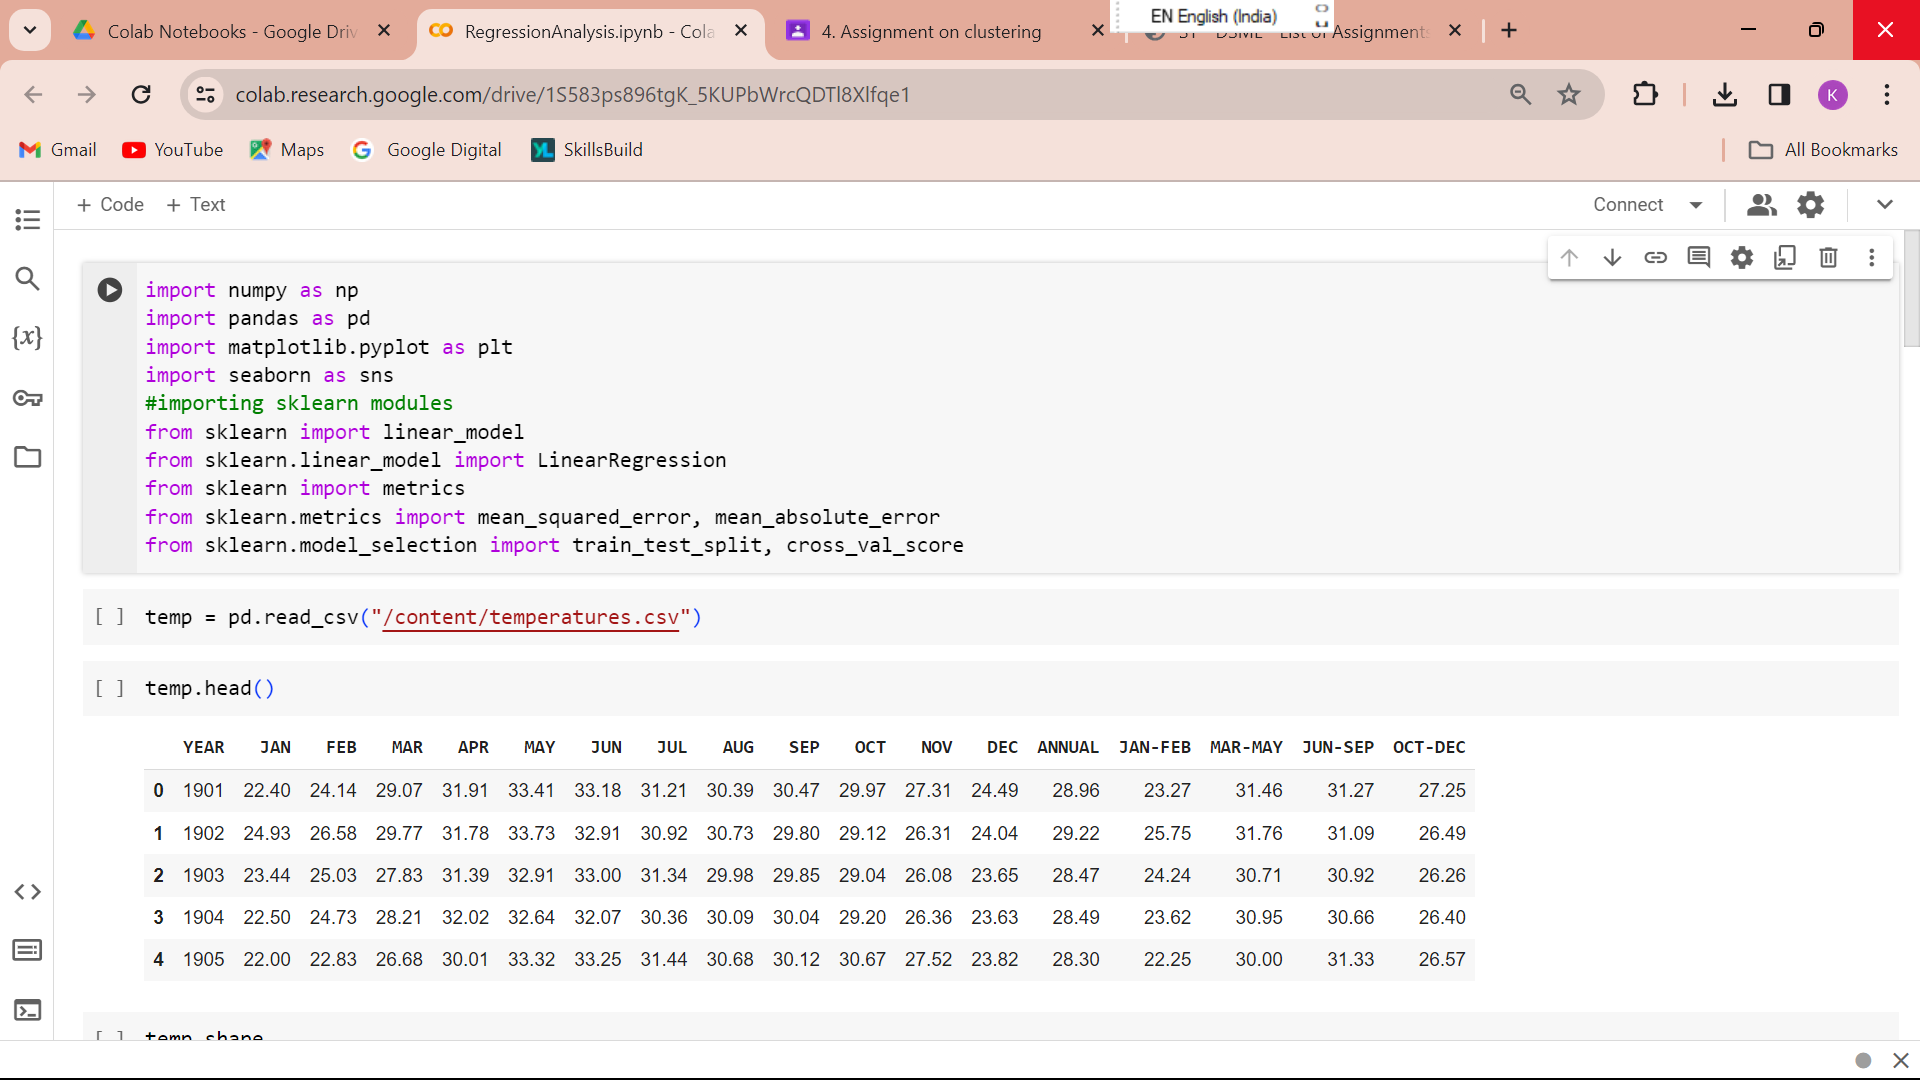 EN English (India)
Colab Notebooks - Google Driv
RegressionAnalysis.ipynb - Cola
4. Assignment on clustering
List of Assignment
colab.research.google.com/drive/1S583ps896tgK_5KUPbWrcQDTl8Xlfqe1
K
Gmail
YouTube
Maps
Google Digital
SkillsBuild
All Bookmarks
+ Code + Text
Connect
import numpy as np
import pandas as pd
import matplotlib.pyplot as plt
import seaborn as sns
#importing sklearn modules
from sklearn import linear_model
from sklearn.linear_model import LinearRegression
from sklearn import metrics
from sklearn.metrics import mean_squared_error, mean_absolute_error
from sklearn.model_selection import train_test_split, cross_val_score
[ ] temp = pd.read_csv("/content/temperatures.csv")
[ ] temp.head()
YEAR JAN FEB MAR APR MAY JUN JUL AUG SEP OCT NOV DEC ANNUAL JAN-FEB MAR-MAY JUN-SEP OCT-DEC
0 1901 22.40 24.14 29.07 31.91 33.41 33.18 31.21 30.39 30.47 29.97 27.31 24.49 28.96 23.27 31.46 31.27 27.25
1 1902 24.93 26.58 29.77 31.78 33.73 32.91 30.92 30.73 29.80 29.12 26.31 24.04 29.22 25.75 31.76 31.09 26.49
2 1903 23.44 25.03 27.83 31.39 32.91 33.00 31.34 29.98 29.85 29.04 26.08 23.65 28.47 24.24 30.71 30.92 26.26
3 1904 22.50 24.73 28.21 32.02 32.64 32.07 30.36 30.09 30.04 29.20 26.36 23.63 28.49 23.62 30.95 30.66 26.40
4 1905 22.00 22.83 26.68 30.01 33.32 33.25 31.44 30.68 30.12 30.67 27.52 23.82 28.30 22.25 30.00 31.33 26.57
[ ] temp.shape